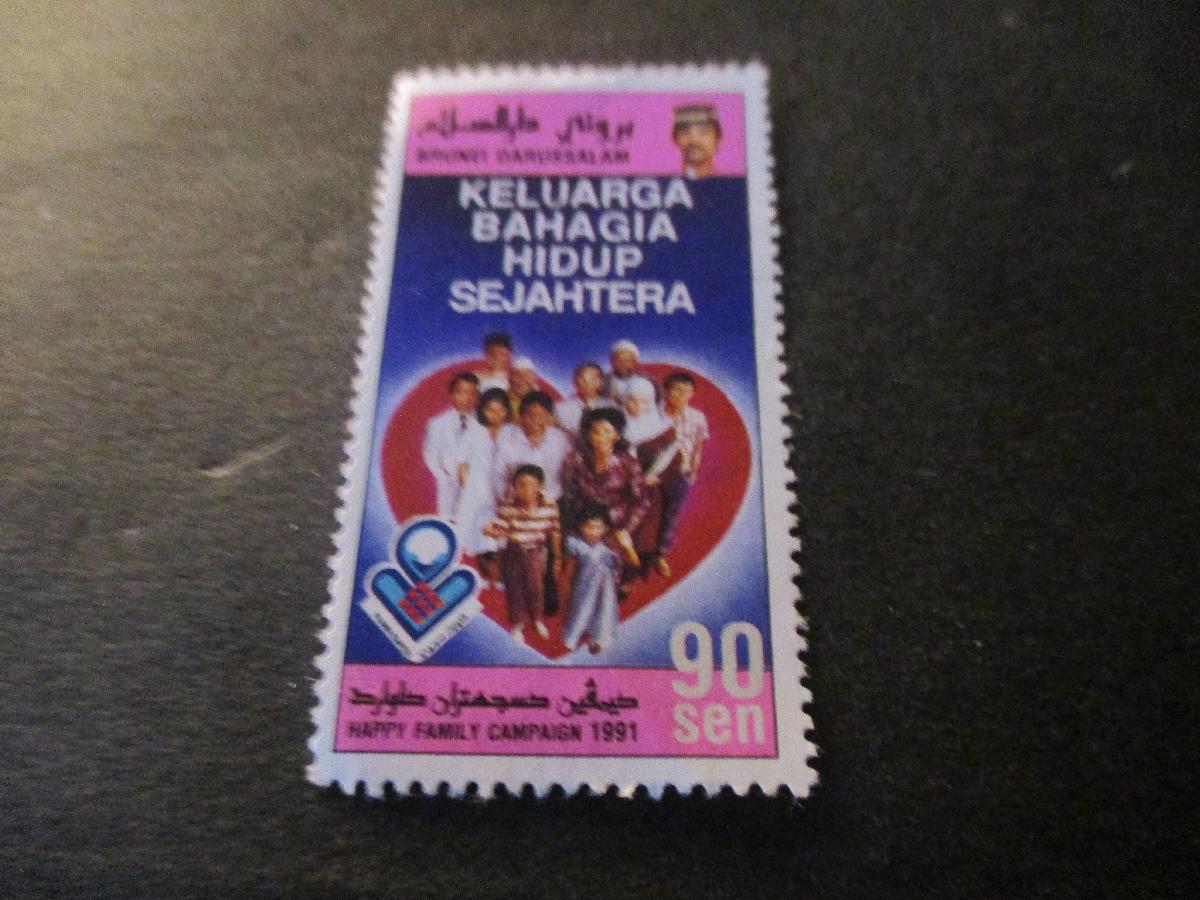 بروني دارالسلام
BRUNEI DARUSSALAM
KELUARGA
BAHAGIA
HIDUP
SEJAHTERA
90
sen
HAPPY FAMILY CAMPAIGN 1991